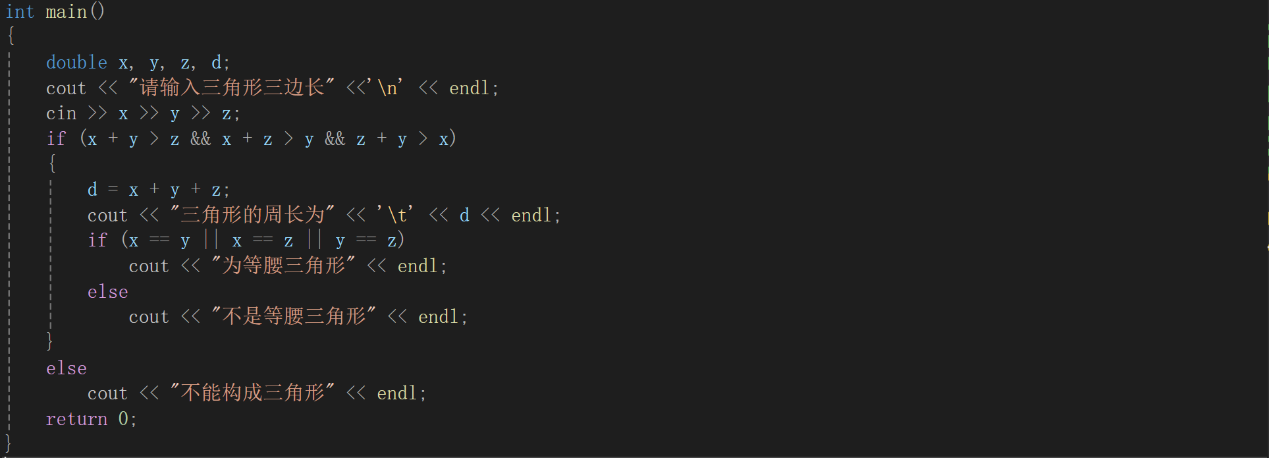 int main()
{
double x, y, z, d;
cout << "请输入三角形三边长" <<'\n' << endl;
cin >> x >> y >> z;
if (x + y > z && x + z > y && z + y > x)
{
d = x + y + z;
cout << "三角形的周长为" << '\t' << d << endl;
if (x == y || x == z || y == z)
cout << "为等腰三角形" << endl;
else
cout << "不是等腰三角形" << endl;
}
else
cout << "不能构成三角形" << endl;
return 0;
}